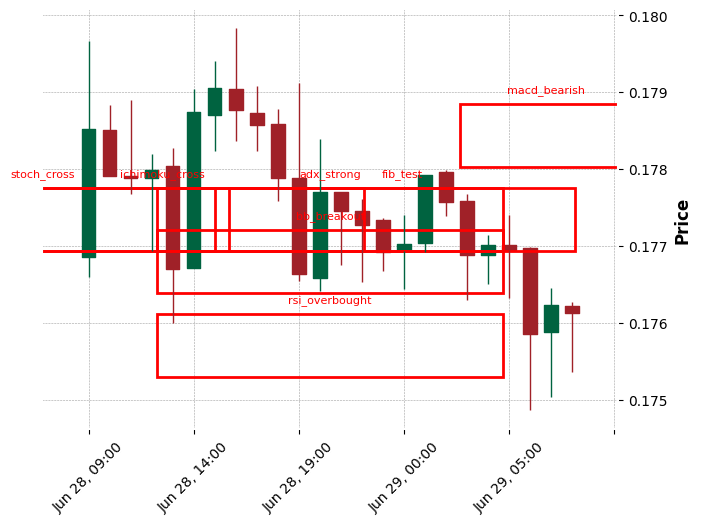 0.180
macd_bearish
0.179
stoch_cross
adx_strong
fib_test
0.178
Price
0.177
rsi_overbought
0.176
0.175
Jun 28, 09:00
Jun 28, 14:00
Jun 28, 19:00
Jun 29, 00:00
Jun 29, 05:00